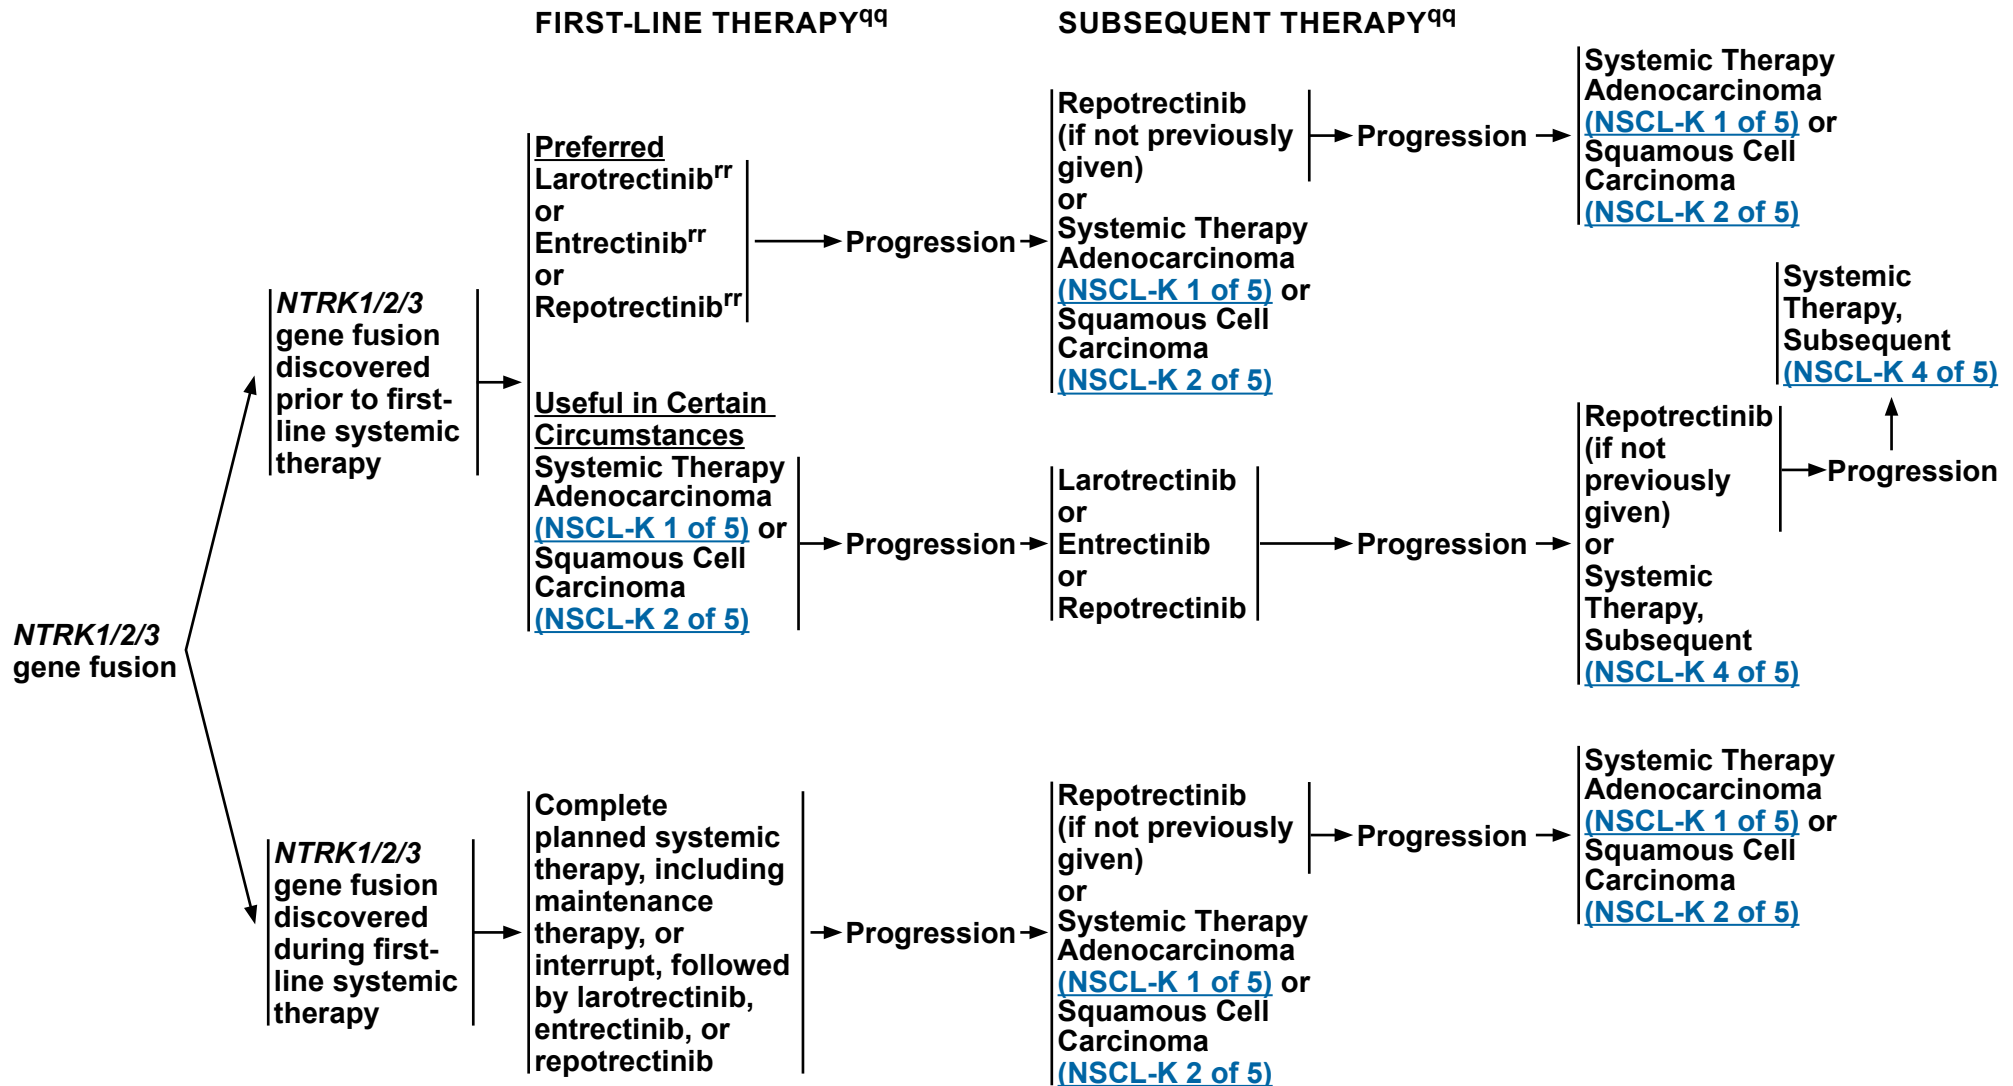 FIRST-LINE THERAPYqq
SUBSEQUENT THERAPYqq
NTRK1/2/3
gene fusion
NTRK1/2/3
gene fusion
discovered
prior to first-
line systemic
therapy
Preferred
Larotrectinibrr
or
Entrectinibrr
or
Repotrectinibrr
Progression
Repotrectinib
(if not previously
given)
or
Systemic Therapy
Adenocarcinoma
(NSCL-K 1 of 5) or
Squamous Cell
Carcinoma
(NSCL-K 2 of 5)
Progression
Systemic Therapy
Adenocarcinoma
(NSCL-K 1 of 5) or
Squamous Cell
Carcinoma
(NSCL-K 2 of 5)
Useful in Certain
Circumstances
Systemic Therapy
Adenocarcinoma
(NSCL-K 1 of 5) or
Squamous Cell
Carcinoma
(NSCL-K 2 of 5)
Progression
Larotrectinib
or
Entrectinib
or
Repotrectinib
Progression
Repotrectinib
(if not
previously
given)
or
Systemic
Therapy,
Subsequent
(NSCL-K 4 of 5)
Progression
Systemic
Therapy,
Subsequent
(NSCL-K 4 of 5)
NTRK1/2/3
gene fusion
discovered
during first-
line systemic
therapy
Complete
planned systemic
therapy, including
maintenance
therapy, or
interrupt, followed
by larotrectinib,
entrectinib, or
repotrectinib
Progression
Repotrectinib
(if not previously
given)
or
Systemic Therapy
Adenocarcinoma
(NSCL-K 1 of 5) or
Squamous Cell
Carcinoma
(NSCL-K 2 of 5)
Progression
Systemic Therapy
Adenocarcinoma
(NSCL-K 1 of 5) or
Squamous Cell
Carcinoma
(NSCL-K 2 of 5)